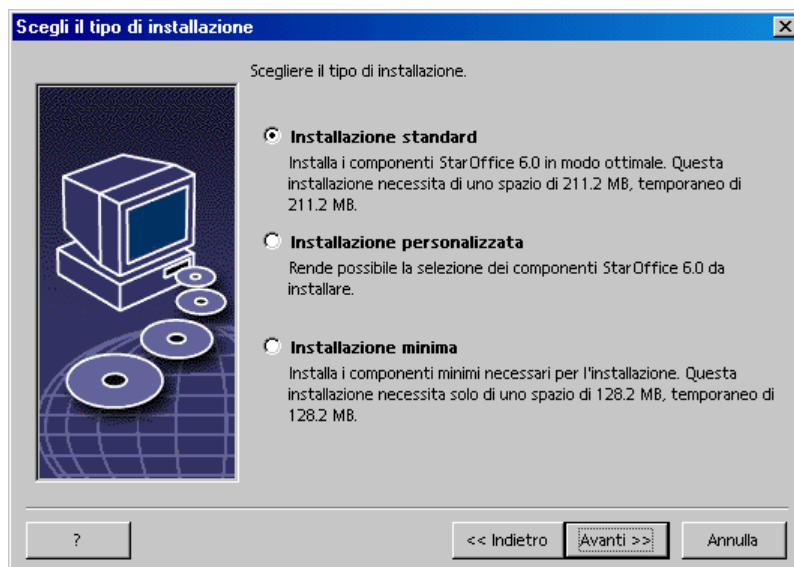 Scegli il tipo di installazione
Scegliere il tipo di installazione.
Installazione standard
Installa i componenti StarOffice 6.0 in modo ottimale. Questa
installazione necessita di uno spazio di 211.2 MB, temporaneo di
211.2 MB.
Installazione personalizzata
Rende possibile la selezione dei componenti StarOffice 6.0 da
installare.
Installazione minima
Installa i componenti minimi necessari per l'installazione. Questa
installazione necessita solo di uno spazio di 128.2 MB, temporaneo di
128.2 MB.
? << Indietro Avanti >> Annulla